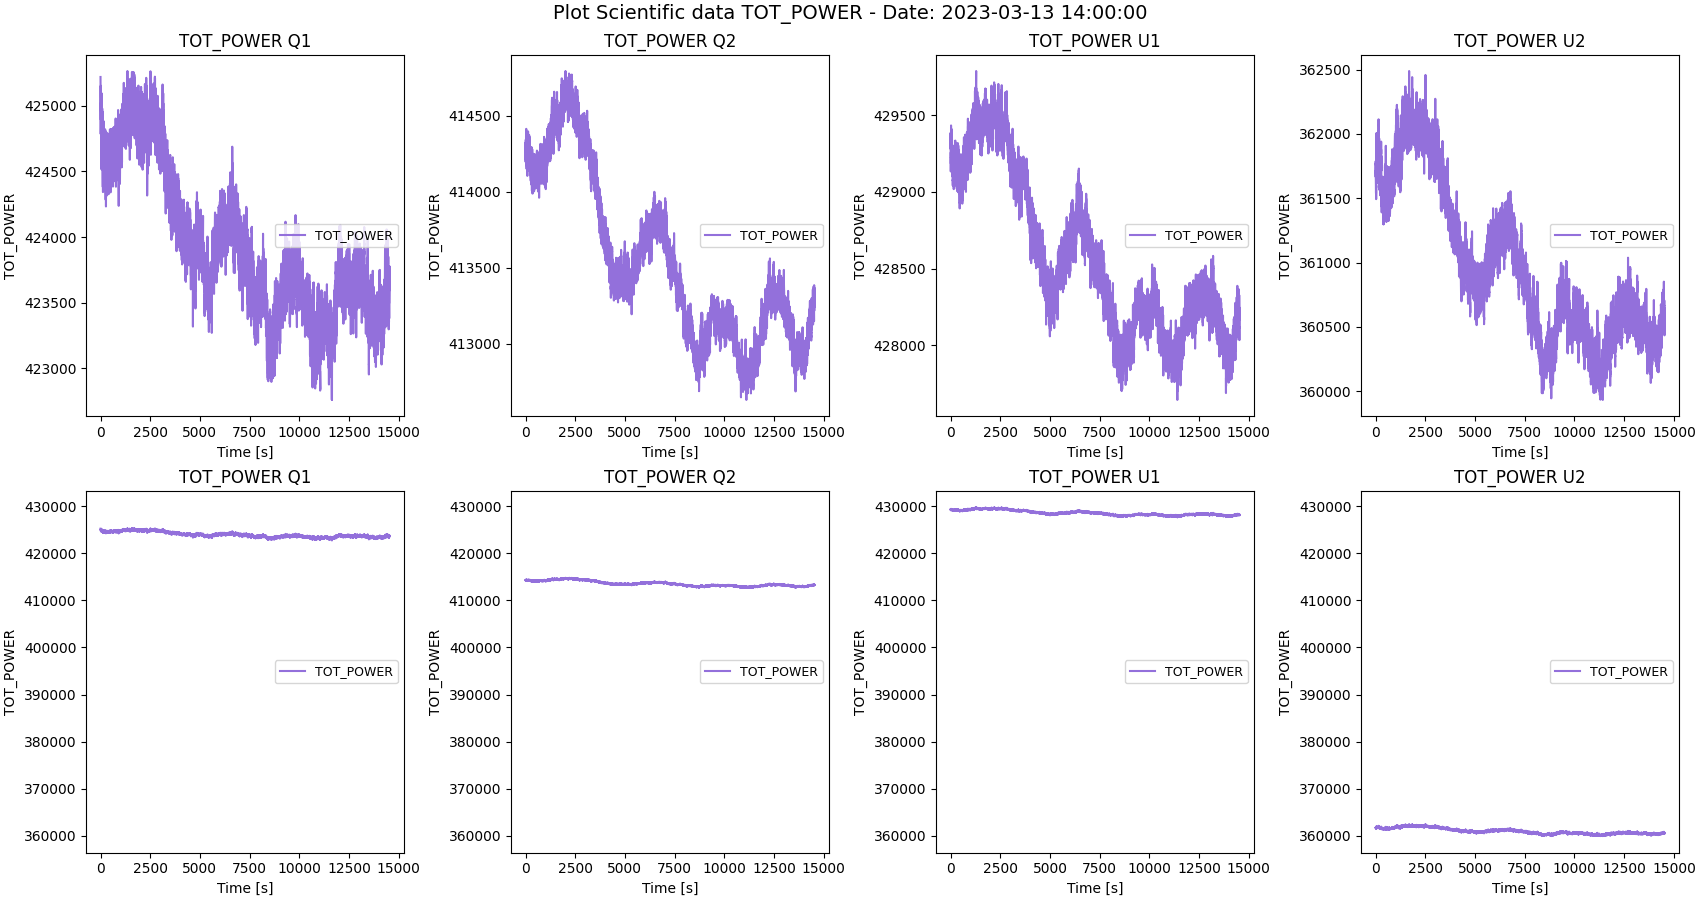 Plot Scientific data TOT_POWER - Date: 2023-03-13 14:00:00
TOT_POWER Q1
TOT_POWER
425000
424500
424000
423500
423000
TOT_POWER
0 2500 5000 7500 10000 12500 15000
Time [s]
TOT_POWER Q2
TOT_POWER
414500
414000
413500
413000
TOT_POWER
0 2500 5000 7500 10000 12500 15000
Time [s]
TOT_POWER U1
TOT_POWER
429500
429000
428500
428000
TOT_POWER
0 2500 5000 7500 10000 12500 15000
Time [s]
TOT_POWER U2
TOT_POWER
362500
362000
361500
361000
360500
360000
TOT_POWER
0 2500 5000 7500 10000 12500 15000
Time [s]
TOT_POWER Q1
TOT_POWER
430000
420000
410000
400000
390000
380000
370000
360000
TOT_POWER
0 2500 5000 7500 10000 12500 15000
Time [s]
TOT_POWER Q2
TOT_POWER
430000
420000
410000
400000
390000
380000
370000
360000
TOT_POWER
0 2500 5000 7500 10000 12500 15000
Time [s]
TOT_POWER U1
TOT_POWER
430000
420000
410000
400000
390000
380000
370000
360000
TOT_POWER
0 2500 5000 7500 10000 12500 15000
Time [s]
TOT_POWER U2
TOT_POWER
430000
420000
410000
400000
390000
380000
370000
360000
TOT_POWER
0 2500 5000 7500 10000 12500 15000
Time [s]